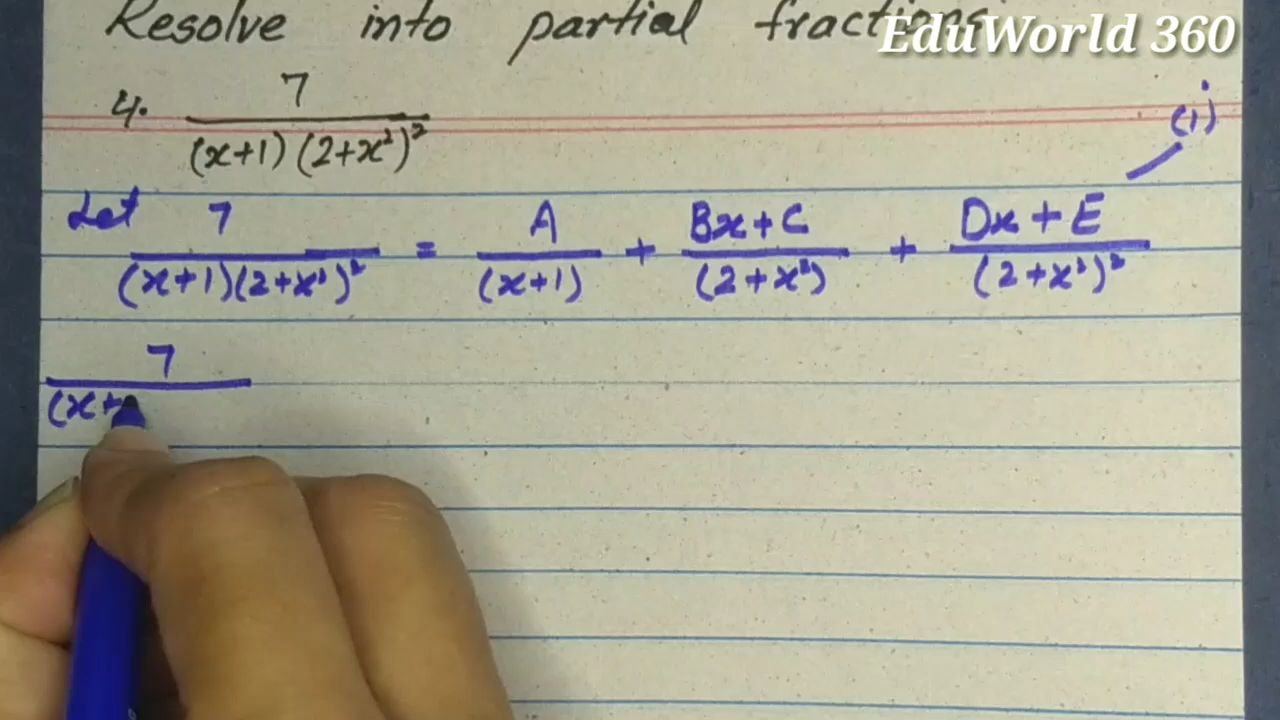 Resolve into partial fractions
EduWorld 360
4. 7
(x+1) (2+x²)²
(i)
Let 7 = A + Bx+C + Dx+E
(x+1)(2+x²)² (x+1) (2+x²) (2+x²)²
7
(x+